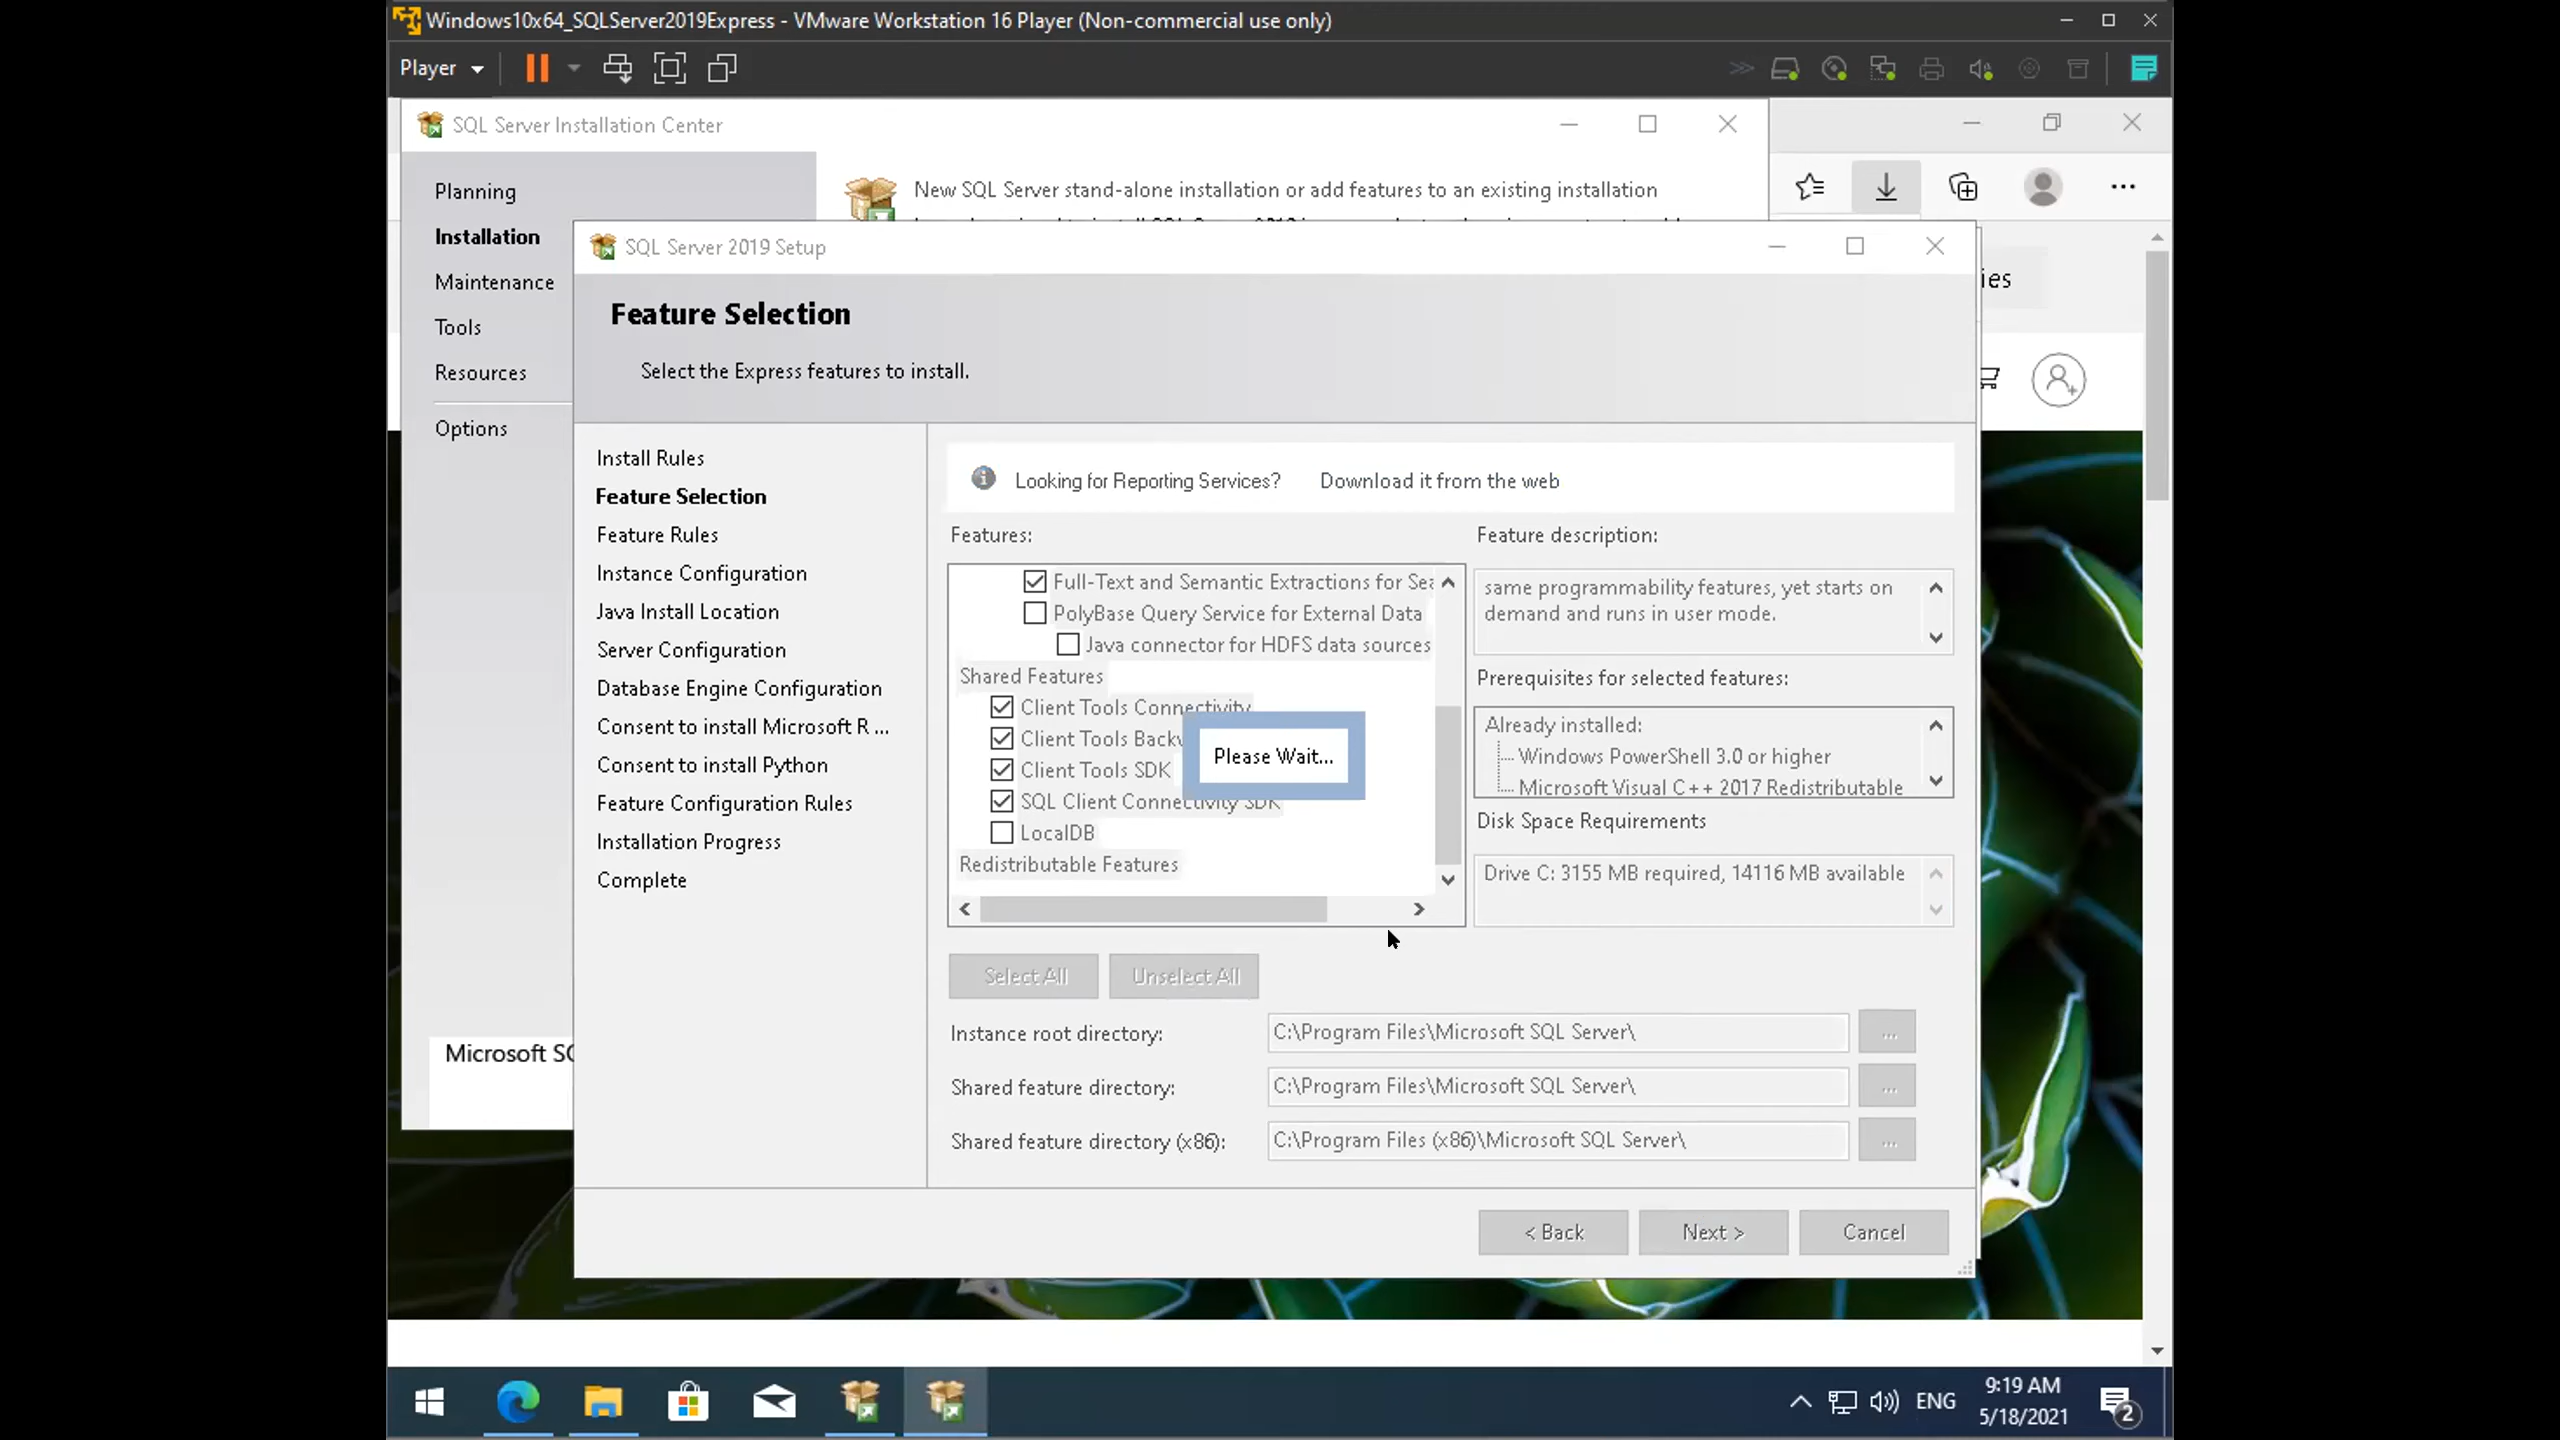 Windows10x64_SQLServer2019Express - VMware Workstation 16 Player (Non-commercial use only)
Player
SQL Server Installation Center
Planning
Installation
Maintenance
Tools
Resources
Options
New SQL Server stand-alone installation or add features to an existing installation
SQL Server 2019 Setup
ies
Feature Selection
Select the Express features to install.
Install Rules
Feature Selection
Feature Rules
Instance Configuration
Java Install Location
Server Configuration
Database Engine Configuration
Consent to install Microsoft R ...
Consent to install Python
Feature Configuration Rules
Installation Progress
Complete
Looking for Reporting Services? Download it from the web
Features:
Full-Text and Semantic Extractions for Sea
PolyBase Query Service for External Data
Java connector for HDFS data sources
Shared Features
Client Tools Connectivity
Client Tools Backw
Client Tools SDK
SQL Client Connectivity SDK
LocalDB
Redistributable Features
Please Wait...
Feature description:
same programmability features, yet starts on
demand and runs in user mode.
Prerequisites for selected features:
Already installed:
Windows PowerShell 3.0 or higher
Microsoft Visual C++ 2017 Redistributable
Disk Space Requirements
Drive C: 3155 MB required, 14116 MB available
Select All
Unselect All
Instance root directory: C:\Program Files\Microsoft SQL Server\ ...
Shared feature directory: C:\Program Files\Microsoft SQL Server\ ...
Shared feature directory (x86): C:\Program Files (x86)\Microsoft SQL Server\ ...
Microsoft SQ
< Back
Next >
Cancel
ENG
9:19 AM
5/18/2021
2